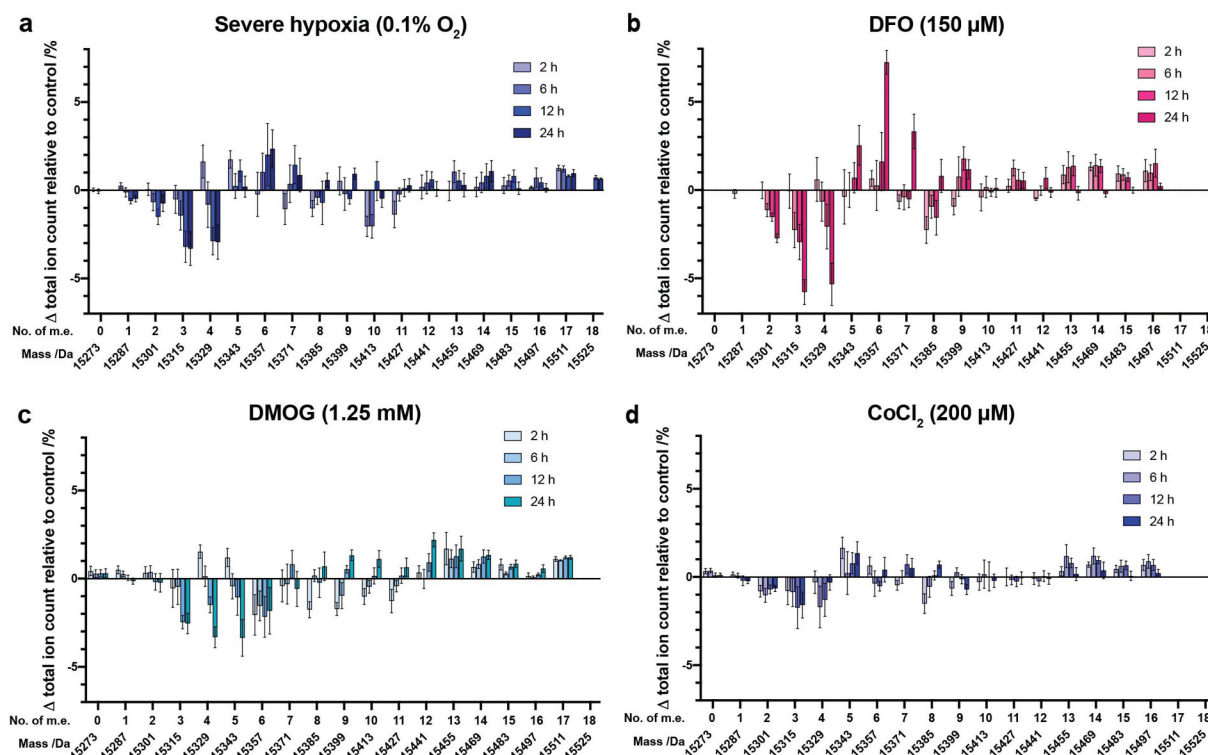 a
Severe hypoxia (0.1% O₂)
Δ total ion count relative to control /%
5
0
-5
2 h
6 h
12 h
24 h
No. of m.e. 0 1 2 3 4 5 6 7 8 9 10 11 12 13 14 15 16 17 18
Mass /Da 15273 15287 15301 15315 15329 15343 15357 15371 15385 15399 15413 15427 15441 15455 15469 15483 15497 15511 15525
b
DFO (150 µM)
Δ total ion count relative to control /%
5
0
-5
2 h
6 h
12 h
24 h
No. of m.e. 0 1 2 3 4 5 6 7 8 9 10 11 12 13 14 15 16 17 18
Mass /Da 15273 15287 15301 15315 15329 15343 15357 15371 15385 15399 15413 15427 15441 15455 15469 15483 15497 15511 15525
c
DMOG (1.25 mM)
Δ total ion count relative to control /%
5
0
-5
2 h
6 h
12 h
24 h
No. of m.e. 0 1 2 3 4 5 6 7 8 9 10 11 12 13 14 15 16 17 18
Mass /Da 15273 15287 15301 15315 15329 15343 15357 15371 15385 15399 15413 15427 15441 15455 15469 15483 15497 15511 15525
d
CoCl₂ (200 µM)
Δ total ion count relative to control /%
5
0
-5
2 h
6 h
12 h
24 h
No. of m.e. 0 1 2 3 4 5 6 7 8 9 10 11 12 13 14 15 16 17 18
Mass /Da 15273 15287 15301 15315 15329 15343 15357 15371 15385 15399 15413 15427 15441 15455 15469 15483 15497 15511 15525